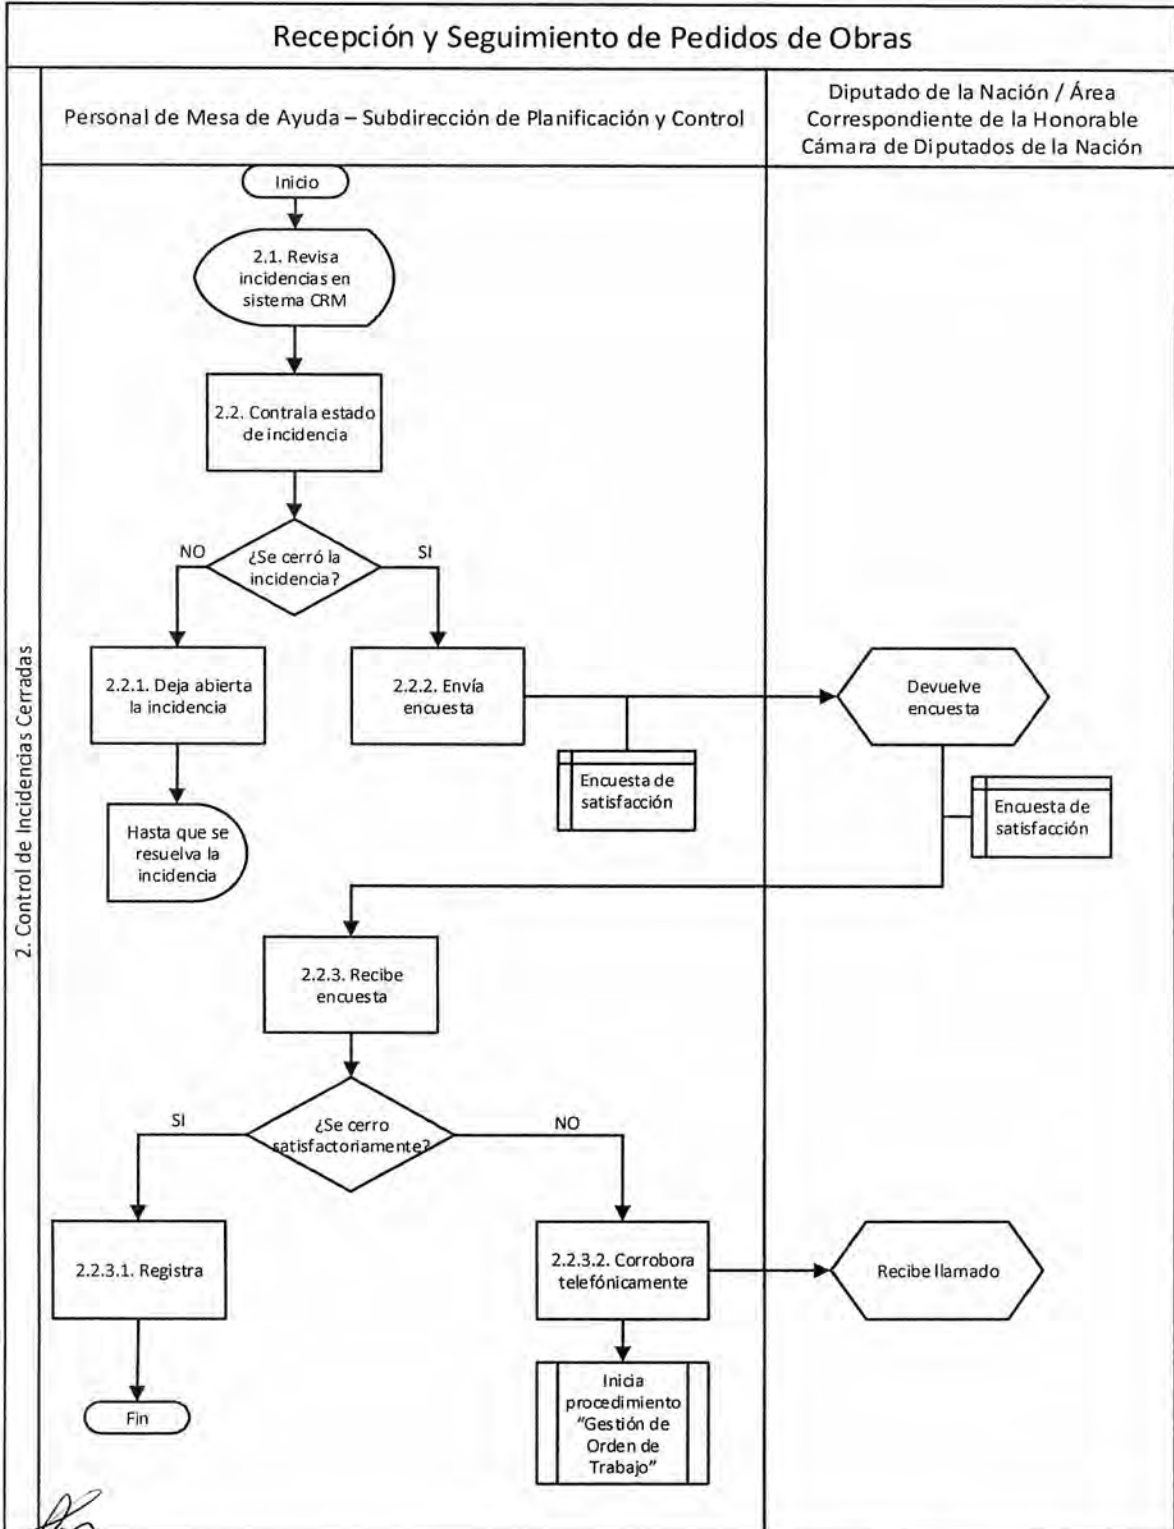 Recepción y Seguimiento de Pedidos de Obras
Personal de Mesa de Ayuda – Subdirección de Planificación y Control
Diputado de la Nación / Área
Correspondiente de la Honorable
Cámara de Diputados de la Nación
2. Control de Incidencias Cerradas
Inicio
2.1. Revisa
incidencias en
sistema CRM
2.2. Contrala estado
de incidencia
¿Se cerró la
incidencia?
NO
SI
2.2.1. Deja abierta
la incidencia
2.2.2. Envía
encuesta
Devuelve
encuesta
Encuesta de
satisfacción
Encuesta de
satisfacción
Hasta que se
resuelva la
incidencia
2.2.3. Recibe
encuesta
¿Se cerro
satisfactoriamente?
SI
NO
2.2.3.1. Registra
2.2.3.2. Corrobora
telefónicamente
Recibe llamado
Fin
Inicia
procedimiento
“Gestión de
Orden de
Trabajo”